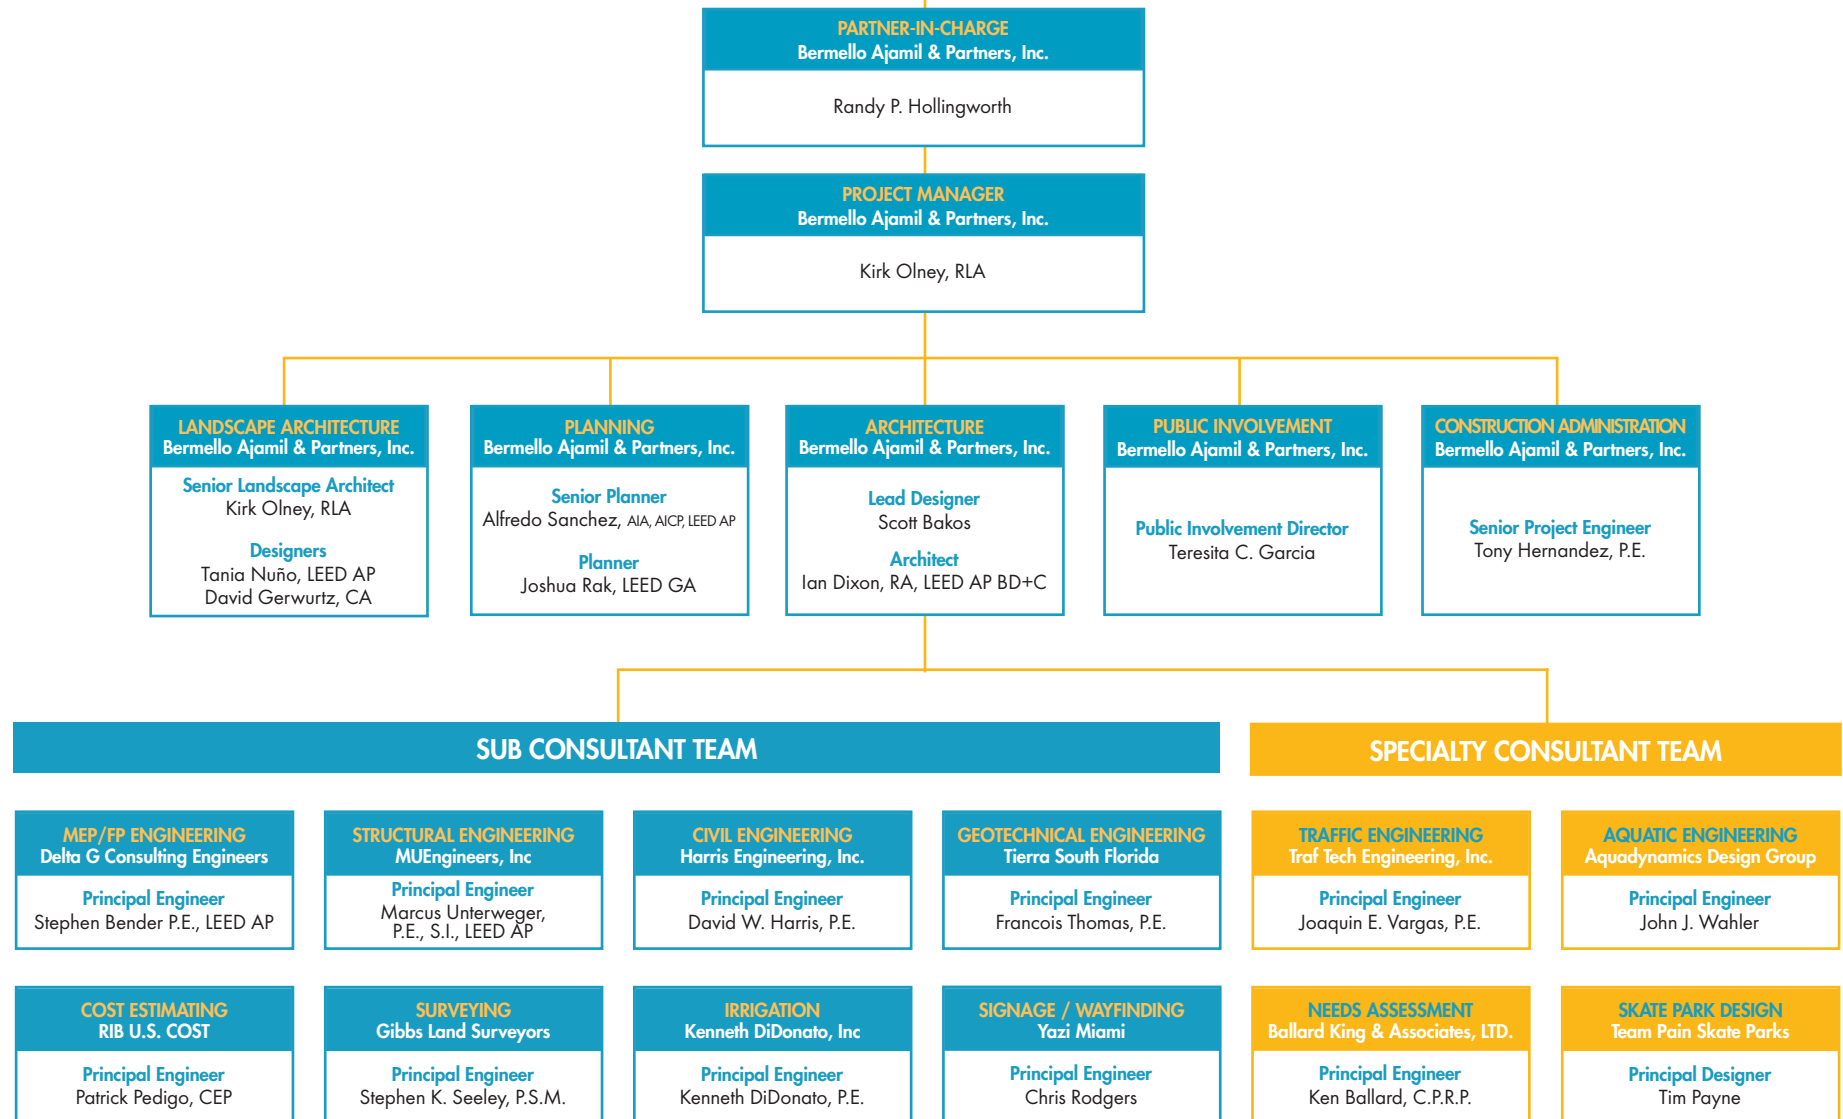 PARTNER-IN-CHARGE
Bermello Ajamil & Partners, Inc.
Randy P. Hollingworth
PROJECT MANAGER
Bermello Ajamil & Partners, Inc.
Kirk Olney, RLA
LANDSCAPE ARCHITECTURE
Bermello Ajamil & Partners, Inc.
Senior Landscape Architect
Kirk Olney, RLA
Designers
Tania Nuño, LEED AP
David Gerwurtz, CA
PLANNING
Bermello Ajamil & Partners, Inc.
Senior Planner
Alfredo Sanchez, AIA, AICP, LEED AP
Planner
Joshua Rak, LEED GA
ARCHITECTURE
Bermello Ajamil & Partners, Inc.
Lead Designer
Scott Bakos
Architect
Ian Dixon, RA, LEED AP BD+C
PUBLIC INVOLVEMENT
Bermello Ajamil & Partners, Inc.
Public Involvement Director
Teresita C. Garcia
CONSTRUCTION ADMINISTRATION
Bermello Ajamil & Partners, Inc.
Senior Project Engineer
Tony Hernandez, P.E.
SUB CONSULTANT TEAM
MEP/FP ENGINEERING
Delta G Consulting Engineers
Principal Engineer
Stephen Bender P.E., LEED AP
STRUCTURAL ENGINEERING
MUEngineers, Inc
Principal Engineer
Marcus Unterweger,
P.E., S.I., LEED AP
CIVIL ENGINEERING
Harris Engineering, Inc.
Principal Engineer
David W. Harris, P.E.
GEOTECHNICAL ENGINEERING
Tierra South Florida
Principal Engineer
Francois Thomas, P.E.
COST ESTIMATING
RIB U.S. COST
Principal Engineer
Patrick Pedigo, CEP
SURVEYING
Gibbs Land Surveyors
Principal Engineer
Stephen K. Seeley, P.S.M.
IRRIGATION
Kenneth DiDonato, Inc
Principal Engineer
Kenneth DiDonato, P.E.
SIGNAGE / WAYFINDING
Yazi Miami
Principal Engineer
Chris Rodgers
SPECIALTY CONSULTANT TEAM
TRAFFIC ENGINEERING
Traf Tech Engineering, Inc.
Principal Engineer
Joaquin E. Vargas, P.E.
AQUATIC ENGINEERING
Aquadynamics Design Group
Principal Engineer
John J. Wahler
NEEDS ASSESSMENT
Ballard King & Associates, LTD.
Principal Engineer
Ken Ballard, C.P.R.P.
SKATE PARK DESIGN
Team Pain Skate Parks
Principal Designer
Tim Payne